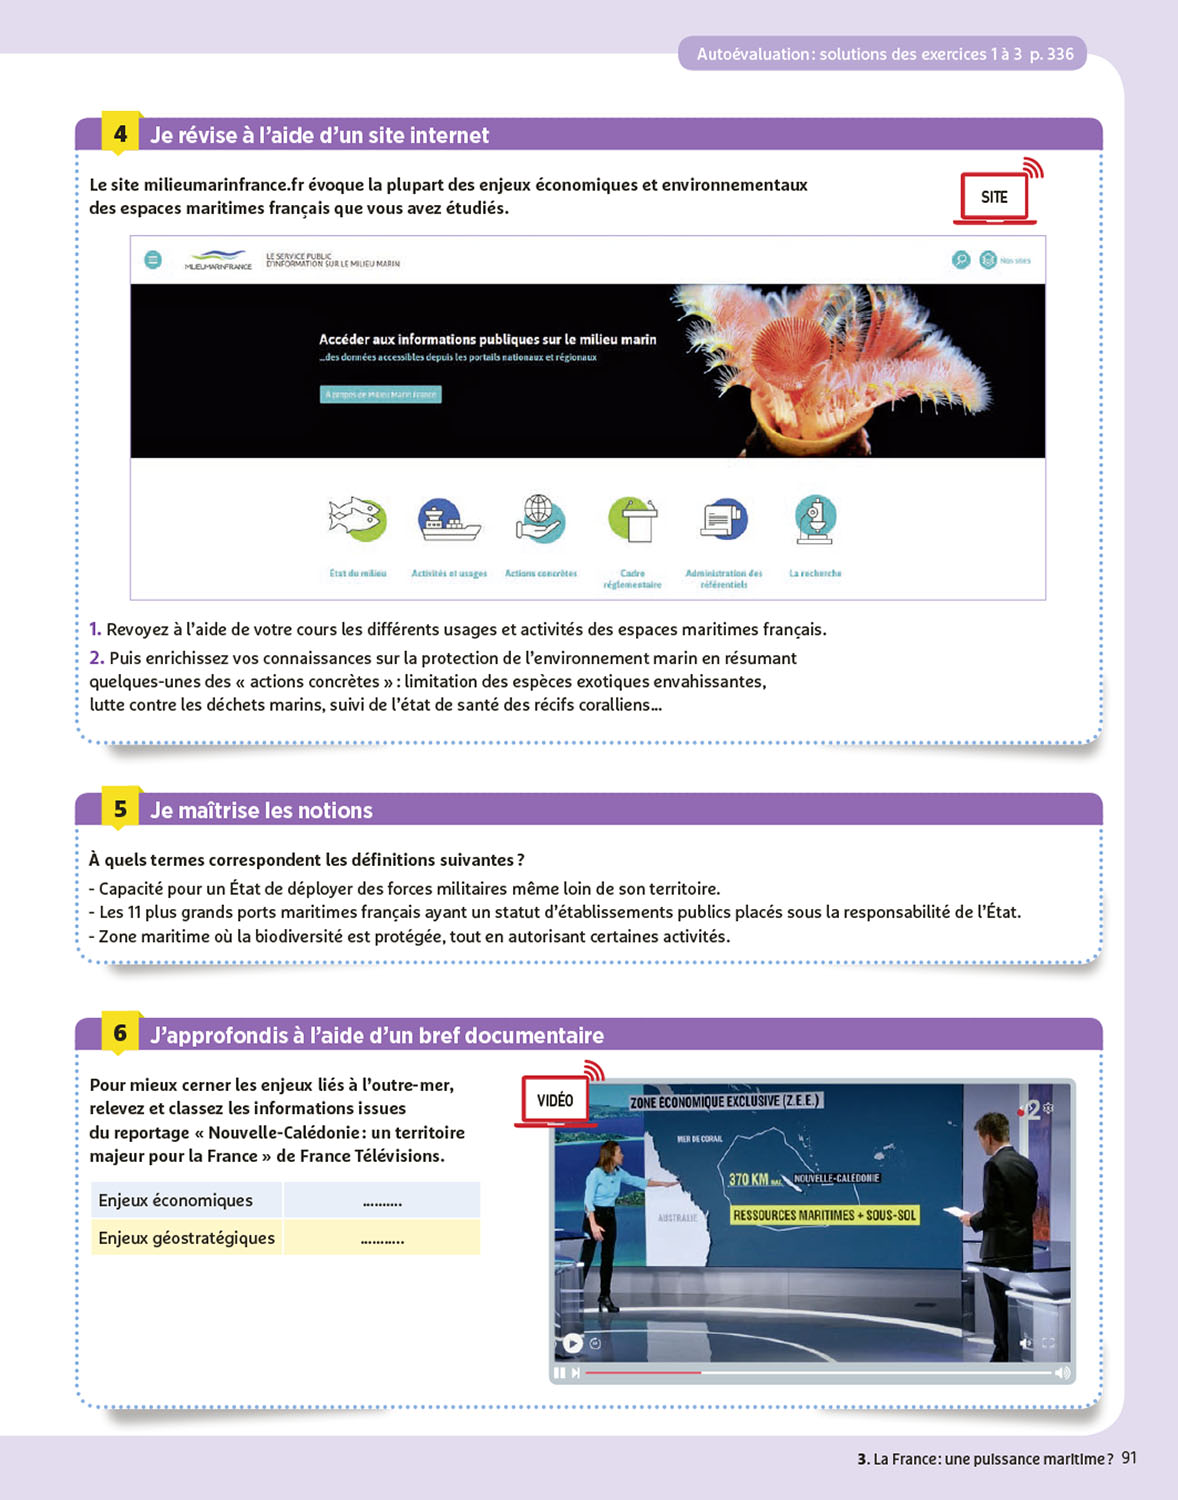 Autoévaluation : solutions des exercices 1 à 3 p. 336
4 Je révise à l'aide d'un site internet
Le site milieumarinfrance.fr évoque la plupart des enjeux économiques et environnementaux
des espaces maritimes français que vous avez étudiés.
SITE
MILIEUMARINFRANCE
LE SERVICE PUBLIC
D'INFORMATION SUR LE MILIEU MARIN
Nos sites
Accéder aux informations publiques sur le milieu marin
...des données accessibles depuis les portails nationaux et régionaux
À propos de Milieu Marin France
État du milieu
Activités et usages
Actions concrètes
Cadre
réglementaire
Administration des
référentiels
La recherche
1. Revoyez à l'aide de votre cours les différents usages et activités des espaces maritimes français.
2. Puis enrichissez vos connaissances sur la protection de l'environnement marin en résumant
quelques-unes des « actions concrètes » : limitation des espèces exotiques envahissantes,
lutte contre les déchets marins, suivi de l'état de santé des récifs coralliens...
5 Je maîtrise les notions
À quels termes correspondent les définitions suivantes ?
- Capacité pour un État de déployer des forces militaires même loin de son territoire.
- Les 11 plus grands ports maritimes français ayant un statut d'établissements publics placés sous la responsabilité de l'État.
- Zone maritime où la biodiversité est protégée, tout en autorisant certaines activités.
6 J'approfondis à l'aide d'un bref documentaire
Pour mieux cerner les enjeux liés à l'outre-mer,
relevez et classez les informations issues
du reportage « Nouvelle-Calédonie : un territoire
majeur pour la France » de France Télévisions.
Enjeux économiques ..........
Enjeux géostratégiques ...........
VIDÉO
ZONE ÉCONOMIQUE EXCLUSIVE (Z.E.E.)
2
MER DE CORAIL
370 KM
NOUVELLE-CALÉDONIE
AUSTRALIE
RESSOURCES MARITIMES + SOUS-SOL
3. La France : une puissance maritime ? 91